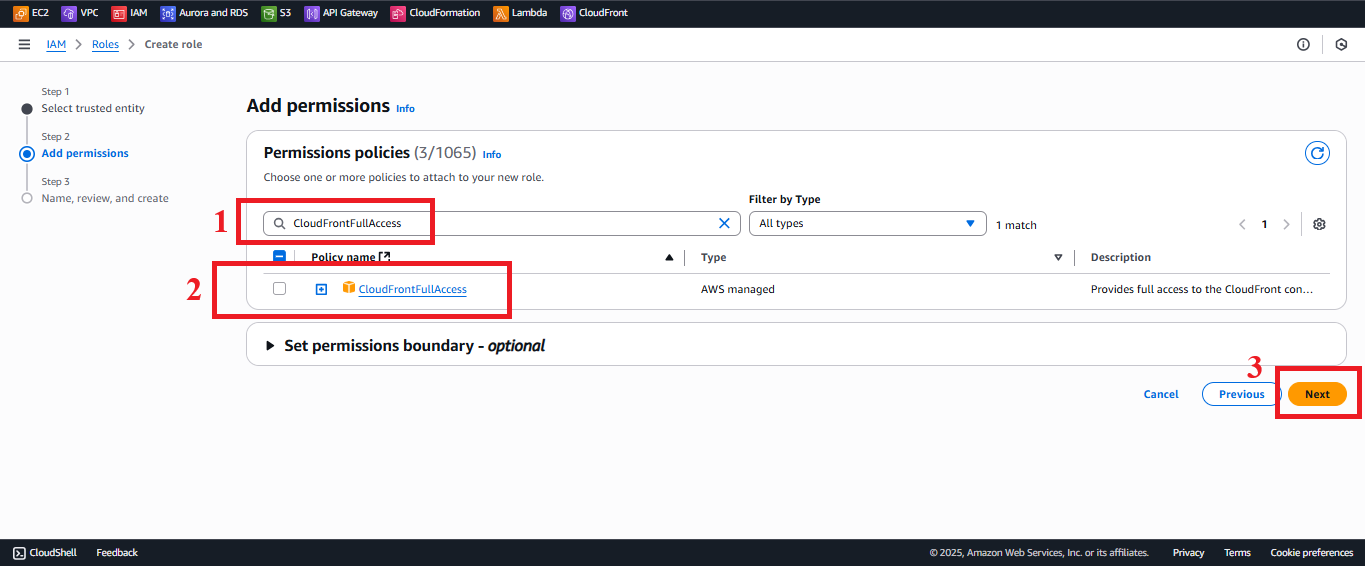 EC2 VPC IAM Aurora and RDS S3 API Gateway CloudFormation Lambda CloudFront
IAM > Roles > Create role
Step 1
Select trusted entity
Step 2
Add permissions
Step 3
Name, review, and create
Add permissions Info
Permissions policies (3/1065) Info
Choose one or more policies to attach to your new role.
Filter by Type
1 CloudFrontFullAccess All types 1 match 1
Policy name Type Description
2 CloudFrontFullAccess AWS managed Provides full access to the CloudFront con...
Set permissions boundary - optional
3
Cancel Previous Next
CloudShell Feedback © 2025, Amazon Web Services, Inc. or its affiliates. Privacy Terms Cookie preferences